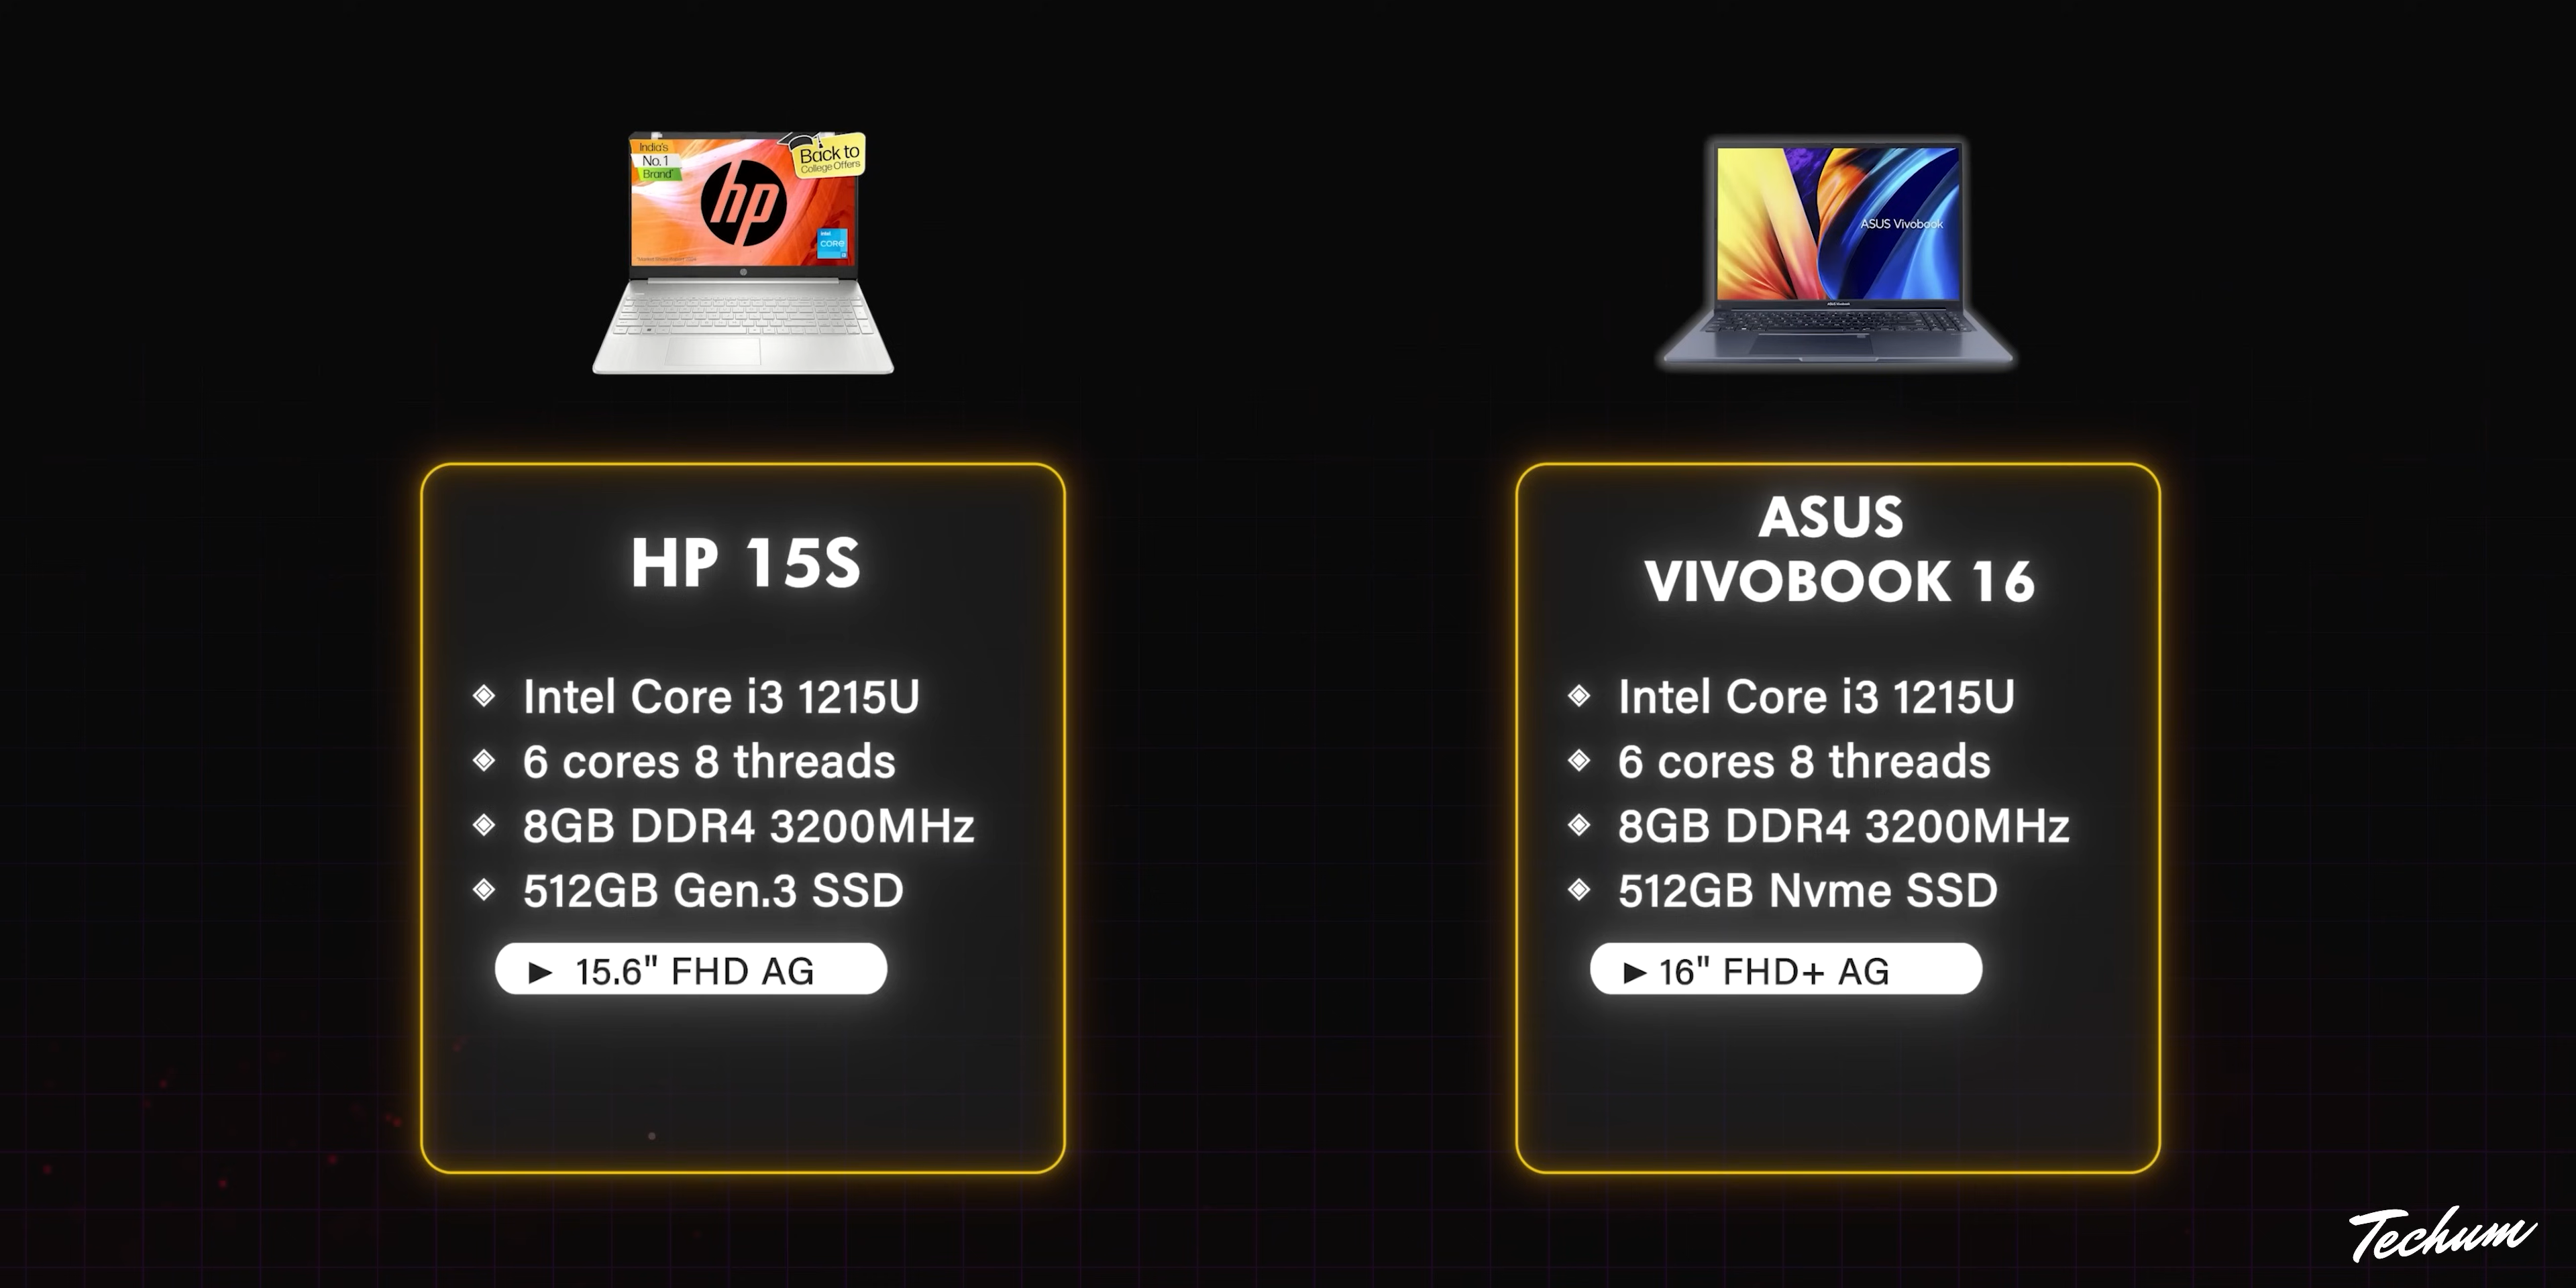 India's
No.1
Brand*
Back to
College Offers
hp
intel
CORE
ASUS Vivobook
HP 15S
Intel Core i3 1215U
6 cores 8 threads
8GB DDR4 3200MHz
512GB Gen.3 SSD
► 15.6" FHD AG
ASUS
VIVOBOOK 16
Intel Core i3 1215U
6 cores 8 threads
8GB DDR4 3200MHz
512GB Nvme SSD
► 16" FHD+ AG
Techum